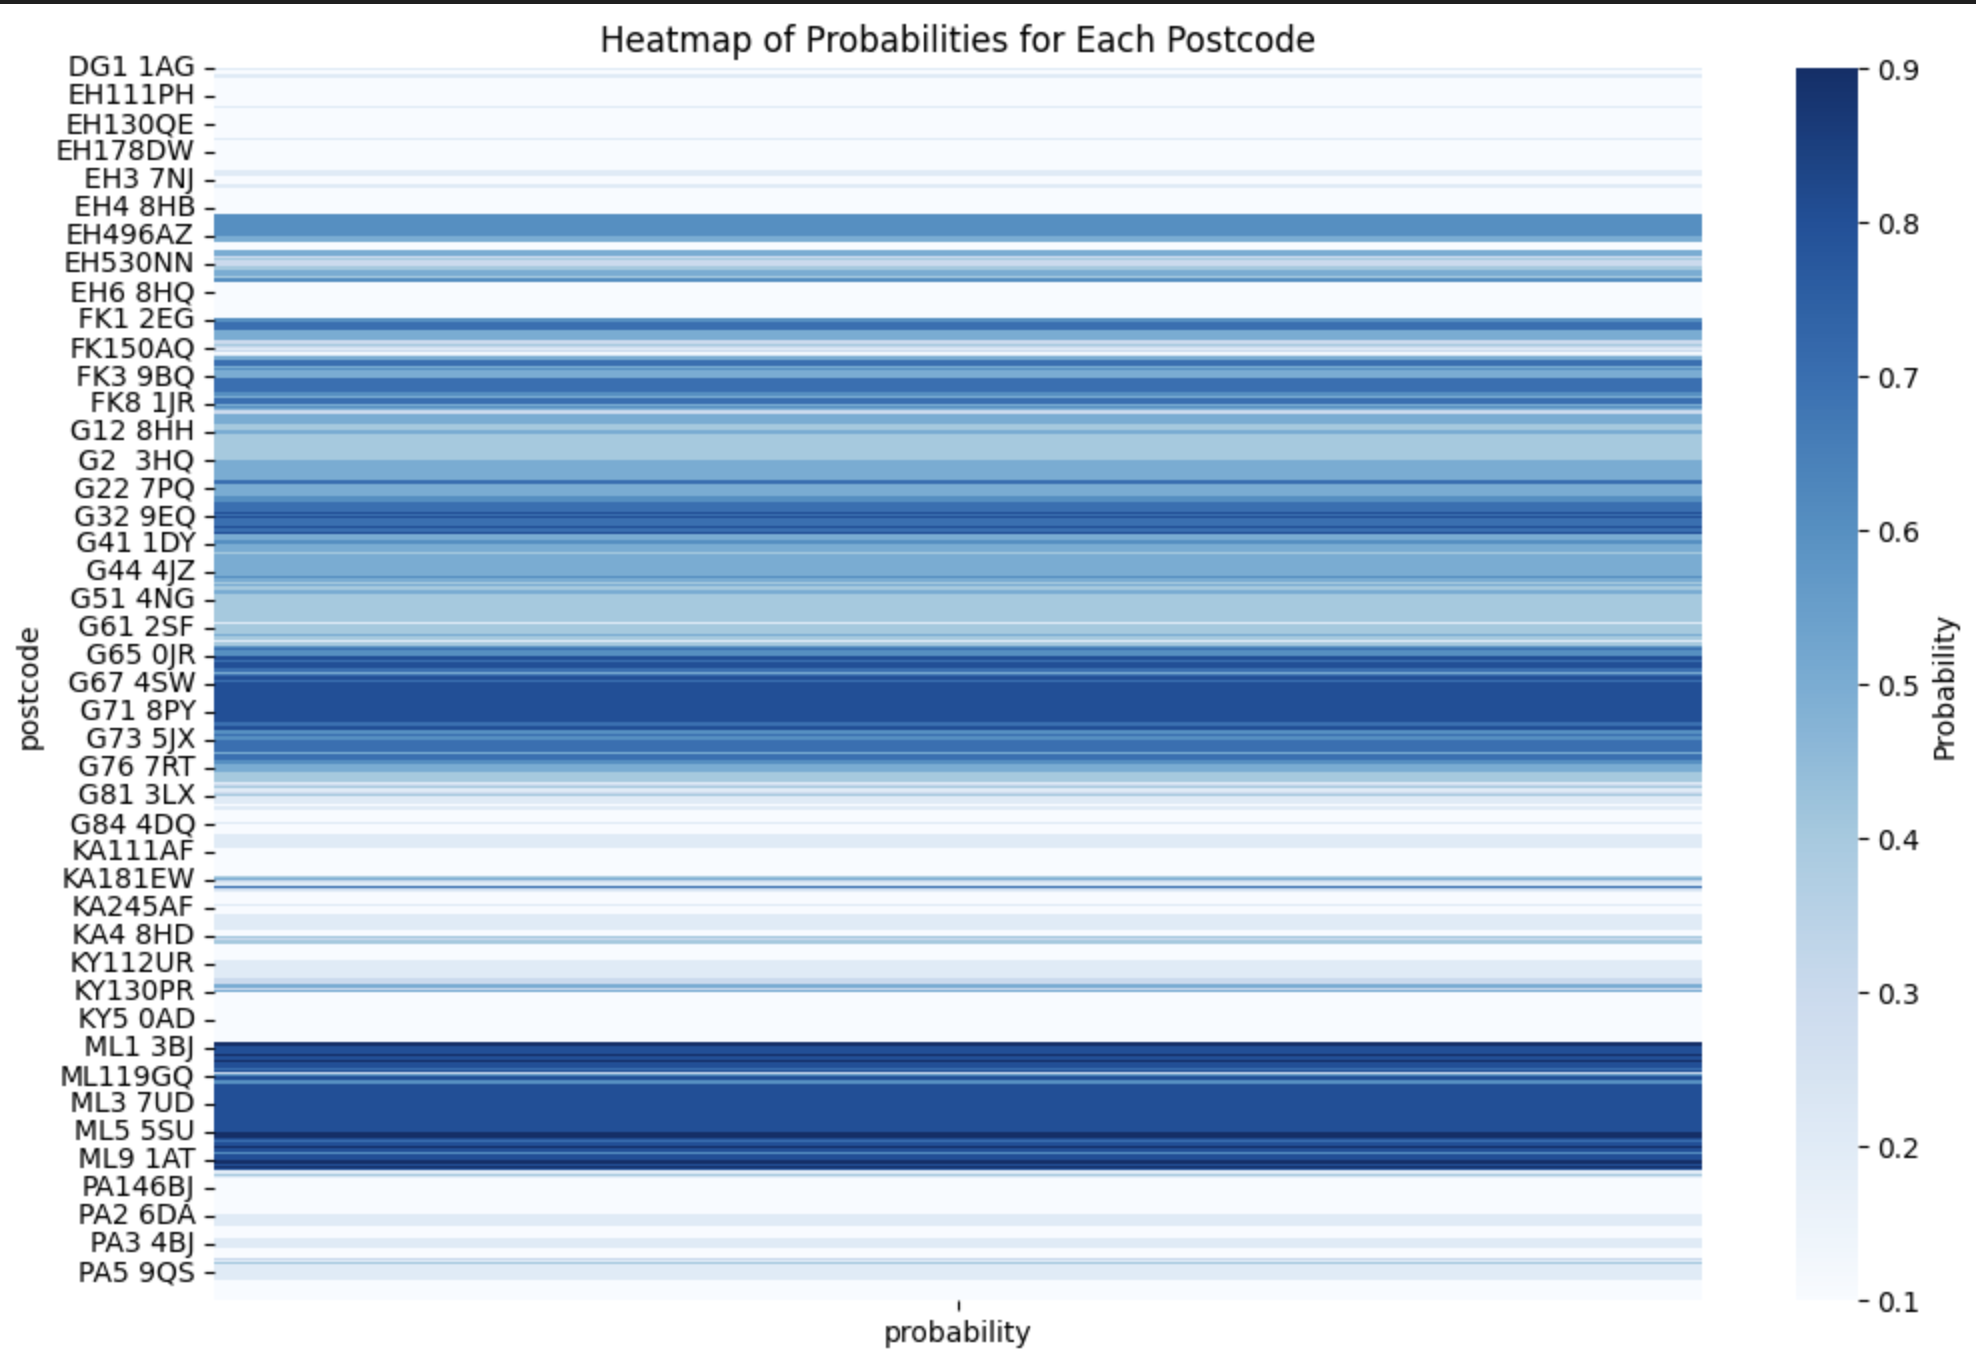 Heatmap of Probabilities for Each Postcode
DG1 1AG
EH111PH
EH130QE
EH178DW
EH3 7NJ
EH4 8HB
EH496AZ
EH530NN
EH6 8HQ
FK1 2EG
FK150AQ
FK3 9BQ
FK8 1JR
G12 8HH
G2  3HQ
G22 7PQ
G32 9EQ
G41 1DY
G44 4JZ
G51 4NG
G61 2SF
G65 0JR
G67 4SW
G71 8PY
G73 5JX
G76 7RT
G81 3LX
G84 4DQ
KA111AF
KA181EW
KA245AF
KA4 8HD
KY112UR
KY130PR
KY5 0AD
ML1 3BJ
ML119GQ
ML3 7UD
ML5 5SU
ML9 1AT
PA146BJ
PA2 6DA
PA3 4BJ
PA5 9QS
postcode
probability
0.9
0.8
0.7
0.6
0.5
0.4
0.3
0.2
0.1
Probability